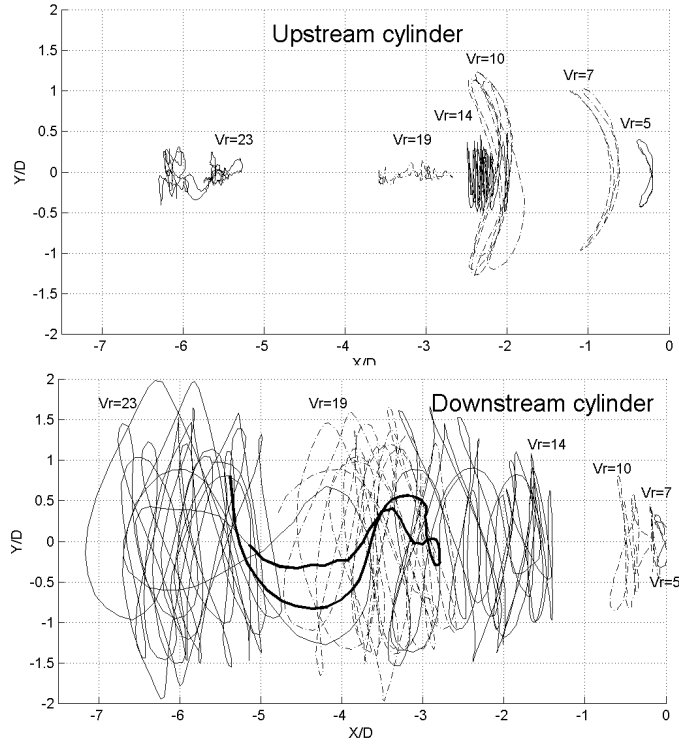 Upstream cylinder
Vr=10
Vr=7
Vr=14
Vr=5
Vr=23
Vr=19
Y/D
2
1.5
1
0.5
0
-0.5
-1
-1.5
-2
-7 -6 -5 -4 -3 -2 -1 0
X/D
Downstream cylinder
Vr=23
Vr=19
Vr=14
Vr=10
Vr=7
Vr=5
Y/D
2
1.5
1
0.5
0
-0.5
-1
-1.5
-2
-7 -6 -5 -4 -3 -2 -1 0
X/D